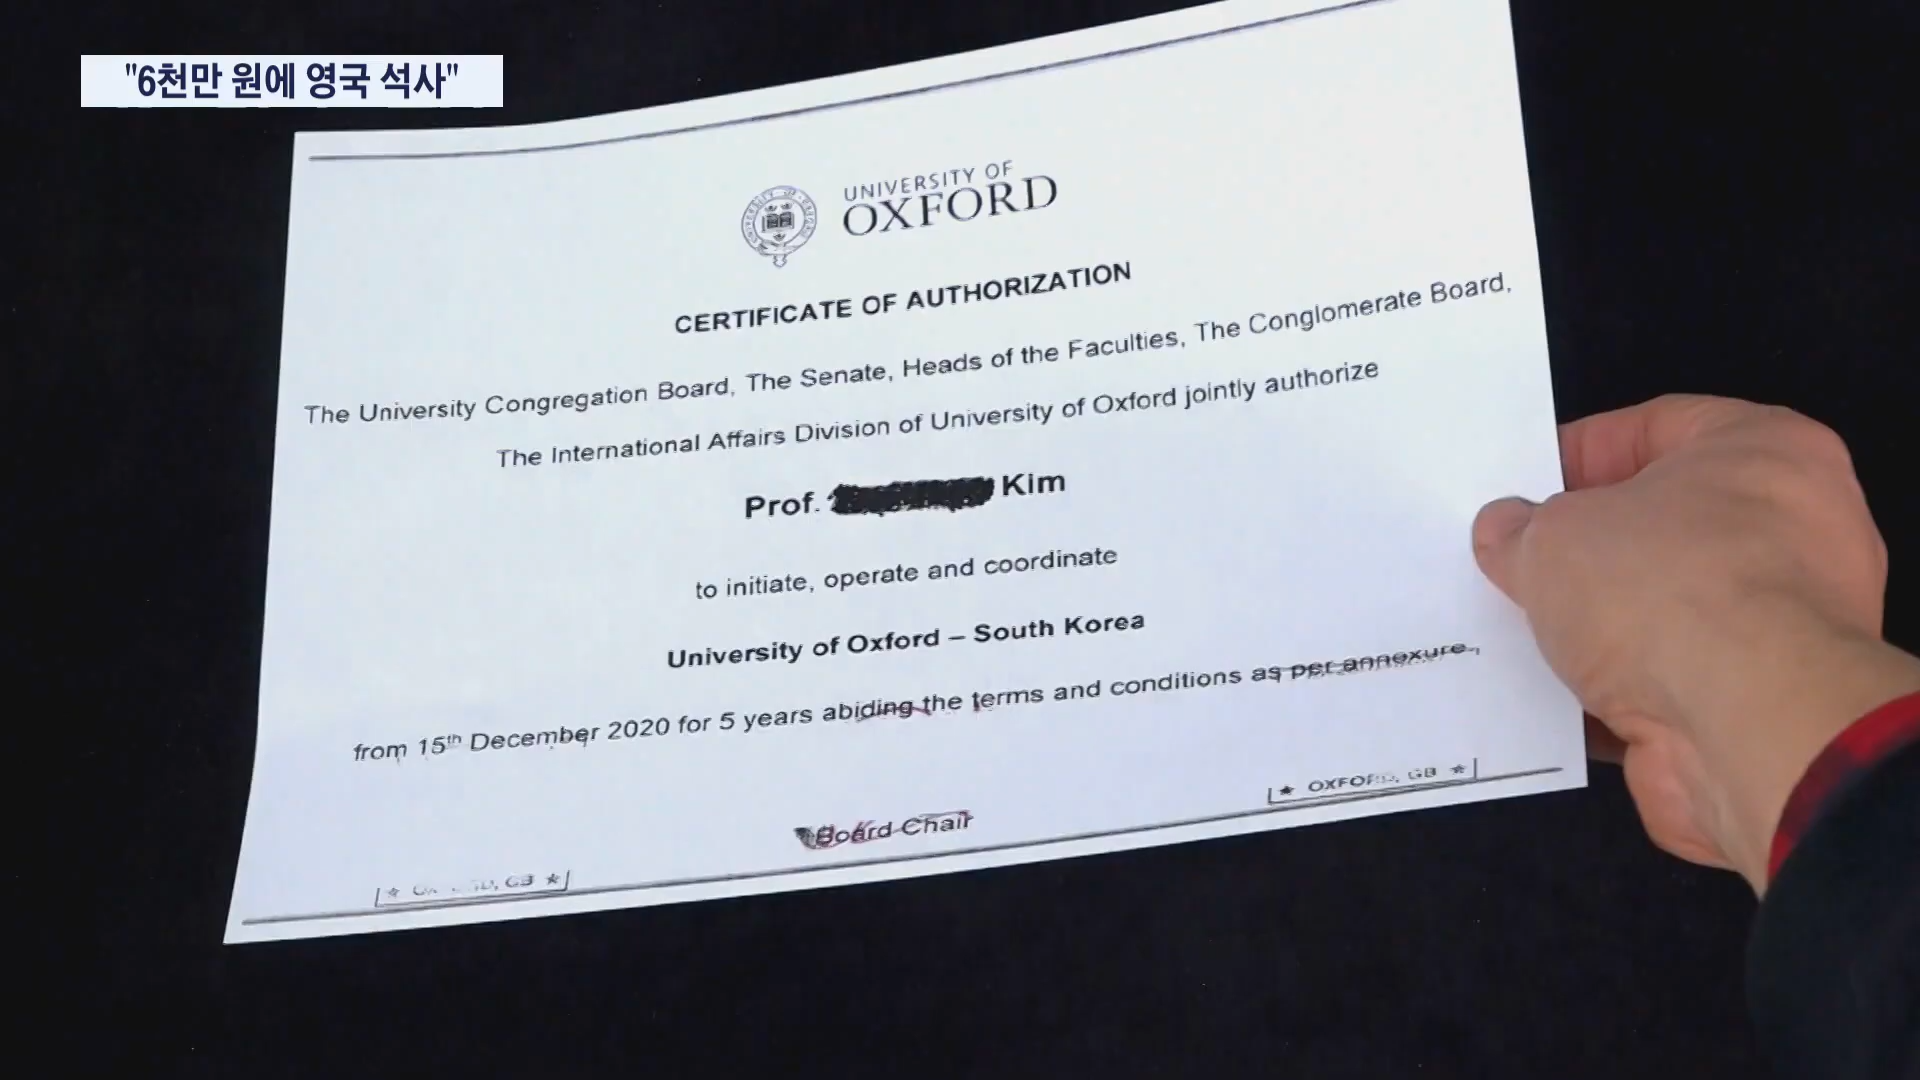 "6천만 원에 영국 석사"
UNIVERSITY OF
OXFORD
CERTIFICATE OF AUTHORIZATION
The University Congregation Board, The Senate, Heads of the Faculties, The Conglomerate Board,
The International Affairs Division of University of Oxford jointly authorize
Prof. Kim
to initiate, operate and coordinate
University of Oxford – South Korea
from 15th December 2020 for 5 years abiding the terms and conditions as per annexure.
Board Chair
★ OXFORD, GB ★